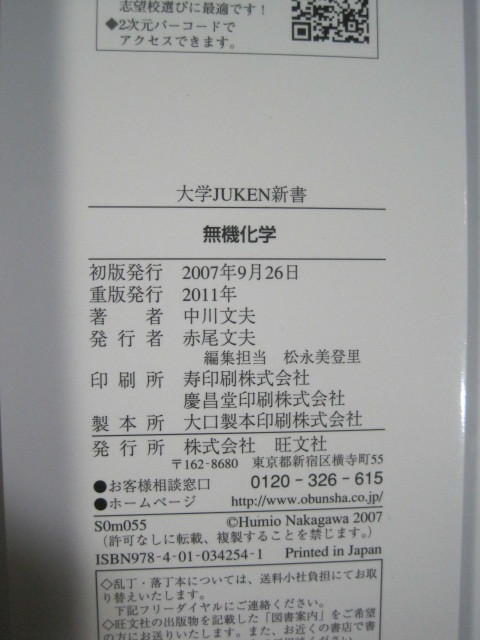 志望校選びに最適です！
◆2次元バーコードで
アクセスできます。
大学JUKEN新書
無機化学
初版発行 2007年9月26日
重版発行 2011年
著者 中川文夫
発行者 赤尾文夫
編集担当 松永美登里
印刷所 寿印刷株式会社
慶昌堂印刷株式会社
製本所 大口製本印刷株式会社
発行所 株式会社 旺文社
〒162-8680 東京都新宿区横寺町55
●お客様相談窓口 0120－326－615
●ホームページ http://www.obunsha.co.jp/
S0m055 ©Humio Nakagawa 2007
（許可なしに転載、複製することを禁じます。）
ISBN978-4-01-034254-1 Printed in Japan
◇乱丁・落丁本については、送料小社負担にてお取
り替えいたします。
下記フリーダイヤルにご連絡ください。
◇旺文社の出版物を記載した「図書案内」をご希望
の方にお送りいたします。また、お近くの書店で書